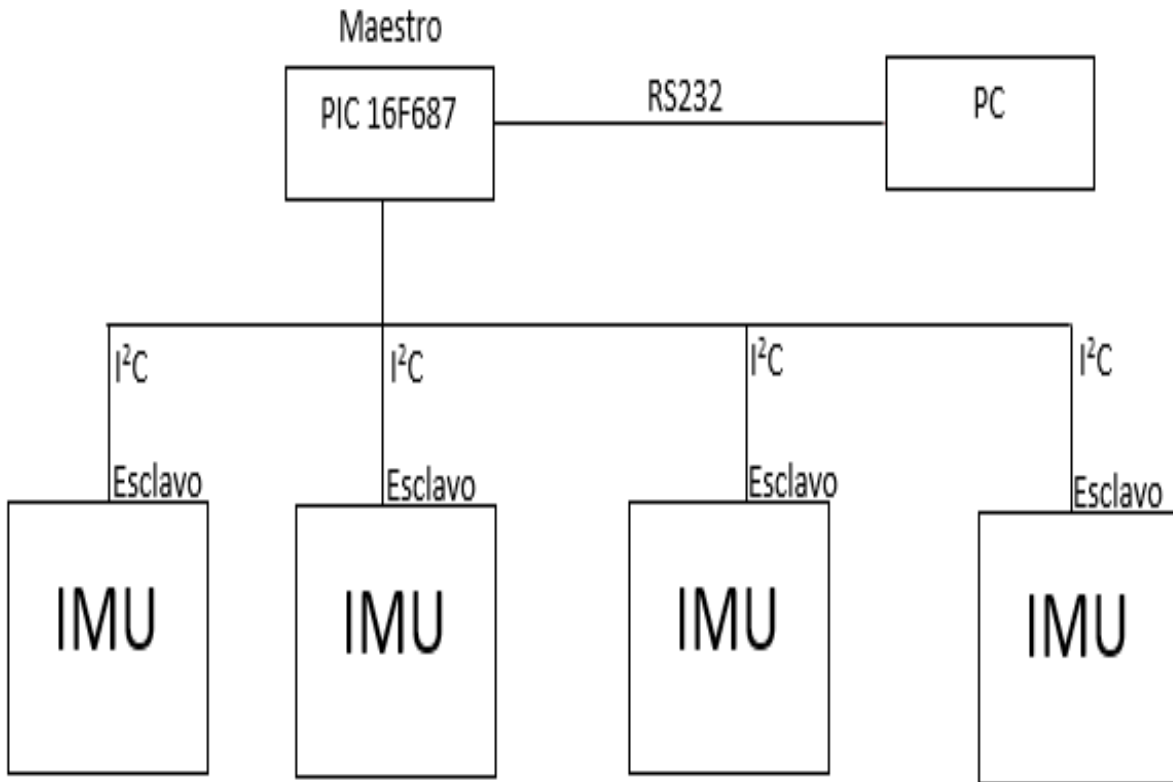 Maestro
PIC 16F687
RS232
PC
I²C
I²C
I²C
I²C
Esclavo
Esclavo
Esclavo
Esclavo
IMU
IMU
IMU
IMU